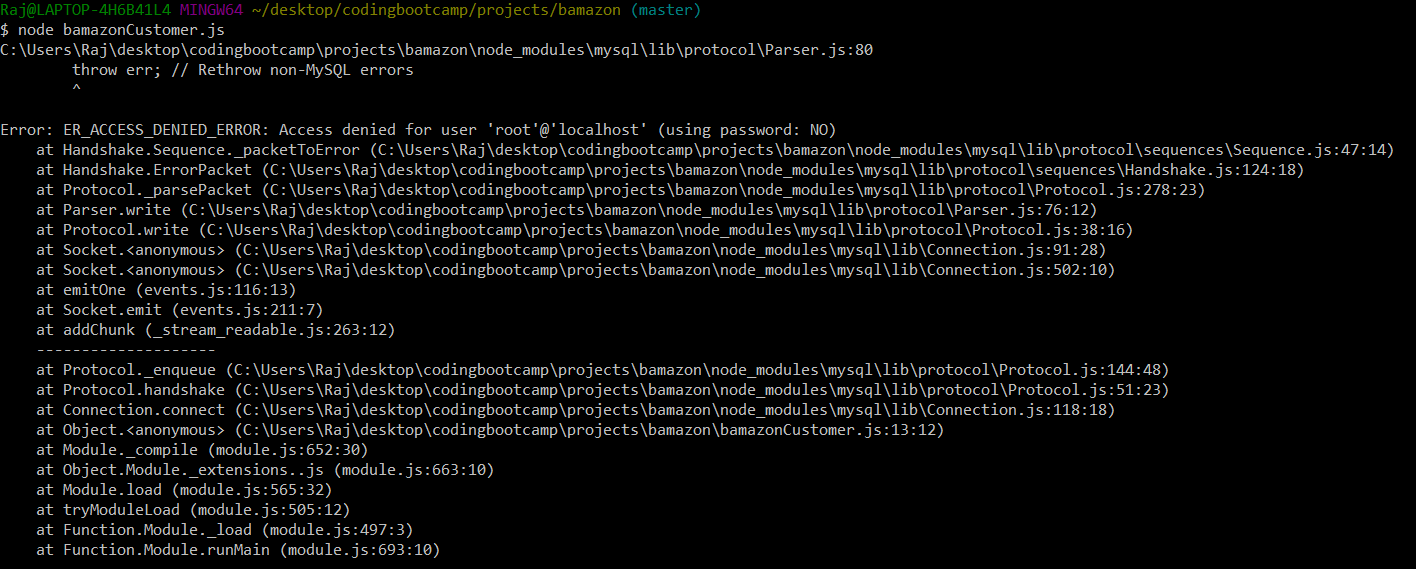 Raj@LAPTOP-4H6B41L4 MINGW64 ~/desktop/codingbootcamp/projects/bamazon (master)
$ node bamazonCustomer.js
C:\Users\Raj\desktop\codingbootcamp\projects\bamazon\node_modules\mysql\lib\protocol\Parser.js:80
        throw err; // Rethrow non-MySQL errors
        ^

Error: ER_ACCESS_DENIED_ERROR: Access denied for user 'root'@'localhost' (using password: NO)
    at Handshake.Sequence._packetToError (C:\Users\Raj\desktop\codingbootcamp\projects\bamazon\node_modules\mysql\lib\protocol\sequences\Sequence.js:47:14)
    at Handshake.ErrorPacket (C:\Users\Raj\desktop\codingbootcamp\projects\bamazon\node_modules\mysql\lib\protocol\sequences\Handshake.js:124:18)
    at Protocol._parsePacket (C:\Users\Raj\desktop\codingbootcamp\projects\bamazon\node_modules\mysql\lib\protocol\Protocol.js:278:23)
    at Parser.write (C:\Users\Raj\desktop\codingbootcamp\projects\bamazon\node_modules\mysql\lib\protocol\Parser.js:76:12)
    at Protocol.write (C:\Users\Raj\desktop\codingbootcamp\projects\bamazon\node_modules\mysql\lib\protocol\Protocol.js:38:16)
    at Socket.<anonymous> (C:\Users\Raj\desktop\codingbootcamp\projects\bamazon\node_modules\mysql\lib\Connection.js:91:28)
    at Socket.<anonymous> (C:\Users\Raj\desktop\codingbootcamp\projects\bamazon\node_modules\mysql\lib\Connection.js:502:10)
    at emitOne (events.js:116:13)
    at Socket.emit (events.js:211:7)
    at addChunk (_stream_readable.js:263:12)
    --------------------
    at Protocol._enqueue (C:\Users\Raj\desktop\codingbootcamp\projects\bamazon\node_modules\mysql\lib\protocol\Protocol.js:144:48)
    at Protocol.handshake (C:\Users\Raj\desktop\codingbootcamp\projects\bamazon\node_modules\mysql\lib\protocol\Protocol.js:51:23)
    at Connection.connect (C:\Users\Raj\desktop\codingbootcamp\projects\bamazon\node_modules\mysql\lib\Connection.js:118:18)
    at Object.<anonymous> (C:\Users\Raj\desktop\codingbootcamp\projects\bamazon\bamazonCustomer.js:13:12)
    at Module._compile (module.js:652:30)
    at Object.Module._extensions..js (module.js:663:10)
    at Module.load (module.js:565:32)
    at tryModuleLoad (module.js:505:12)
    at Function.Module._load (module.js:497:3)
    at Function.Module.runMain (module.js:693:10)